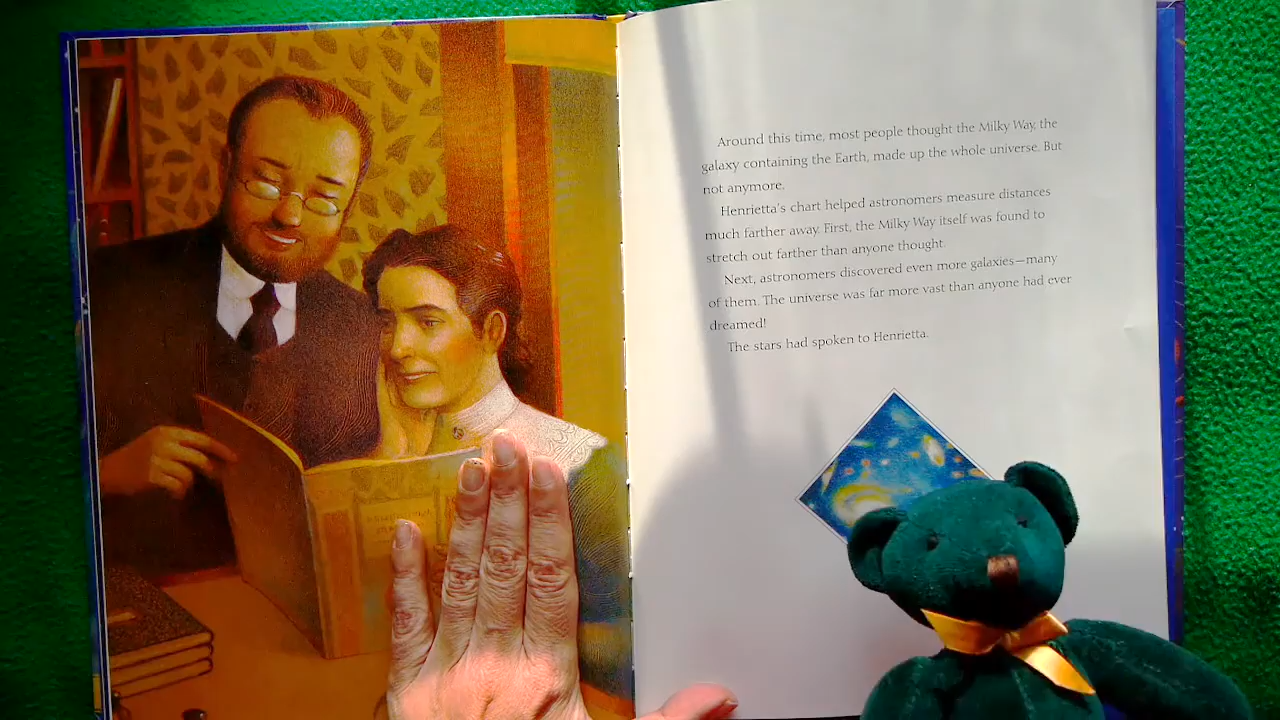 Around this time, most people thought the Milky Way, the
galaxy containing the Earth, made up the whole universe. But
not anymore.
Henrietta's chart helped astronomers measure distances
much farther away. First, the Milky Way itself was found to
stretch out farther than anyone thought.
Next, astronomers discovered even more galaxies—many
of them. The universe was far more vast than anyone had ever
dreamed!
The stars had spoken to Henrietta.